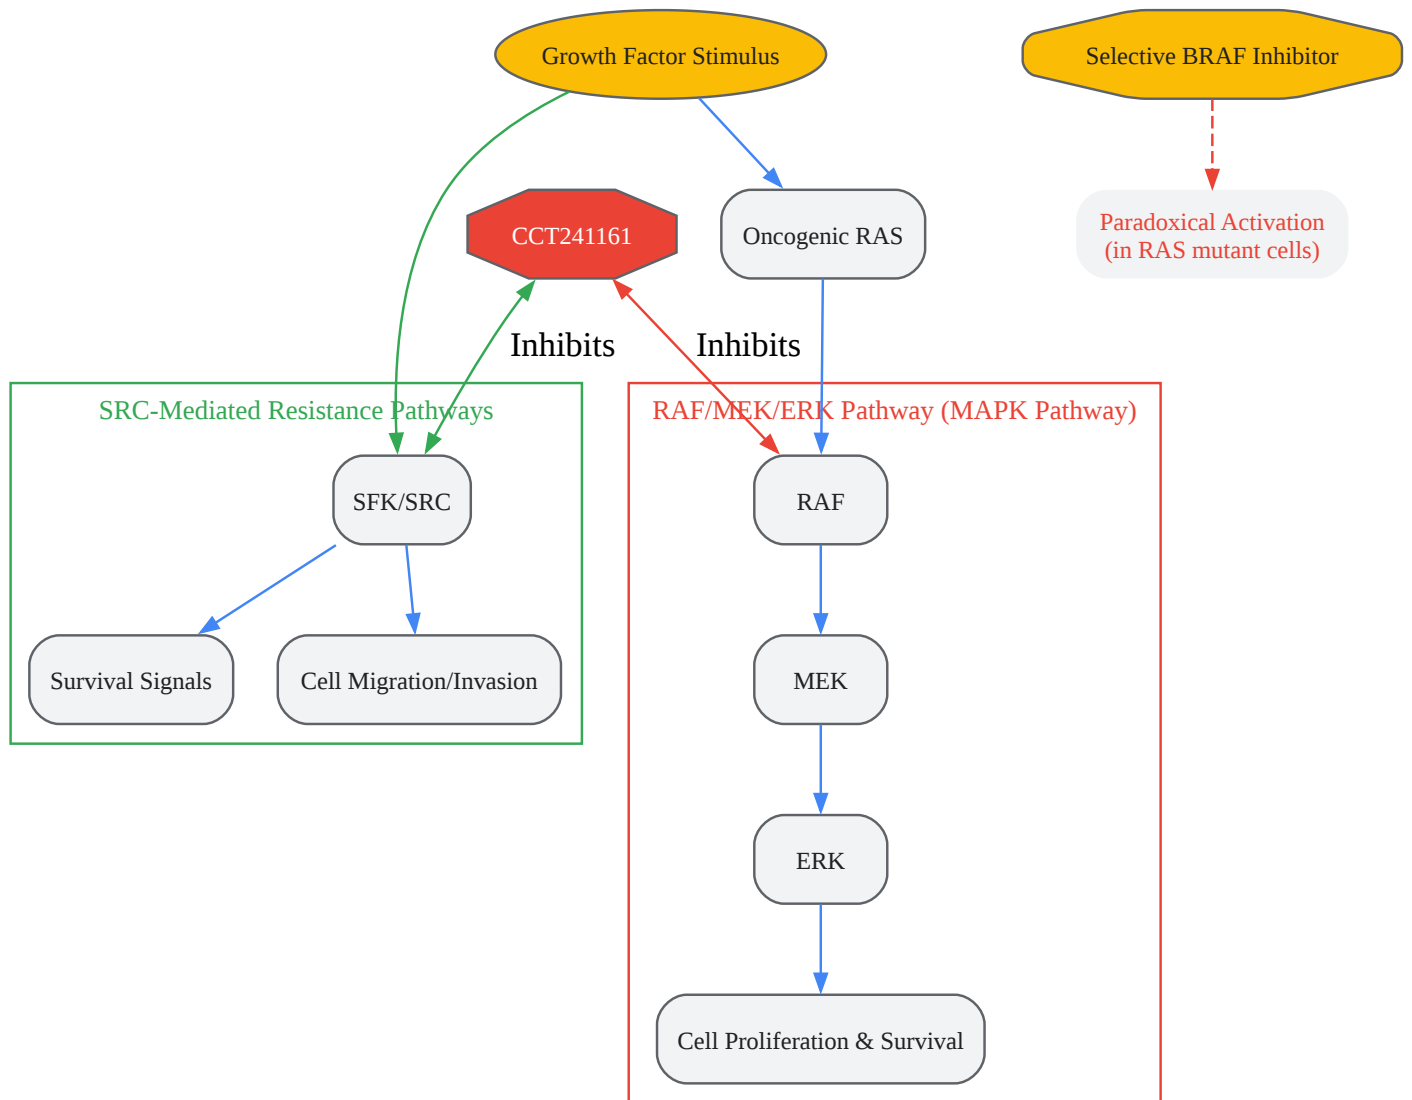 Growth Factor Stimulus
Selective BRAF Inhibitor
CCT241161
Oncogenic RAS
Paradoxical Activation
(in RAS mutant cells)
Inhibits
Inhibits
SRC-Mediated Resistance Pathways
RAF/MEK/ERK Pathway (MAPK Pathway)
SFK/SRC
RAF
Survival Signals
Cell Migration/Invasion
MEK
ERK
Cell Proliferation & Survival